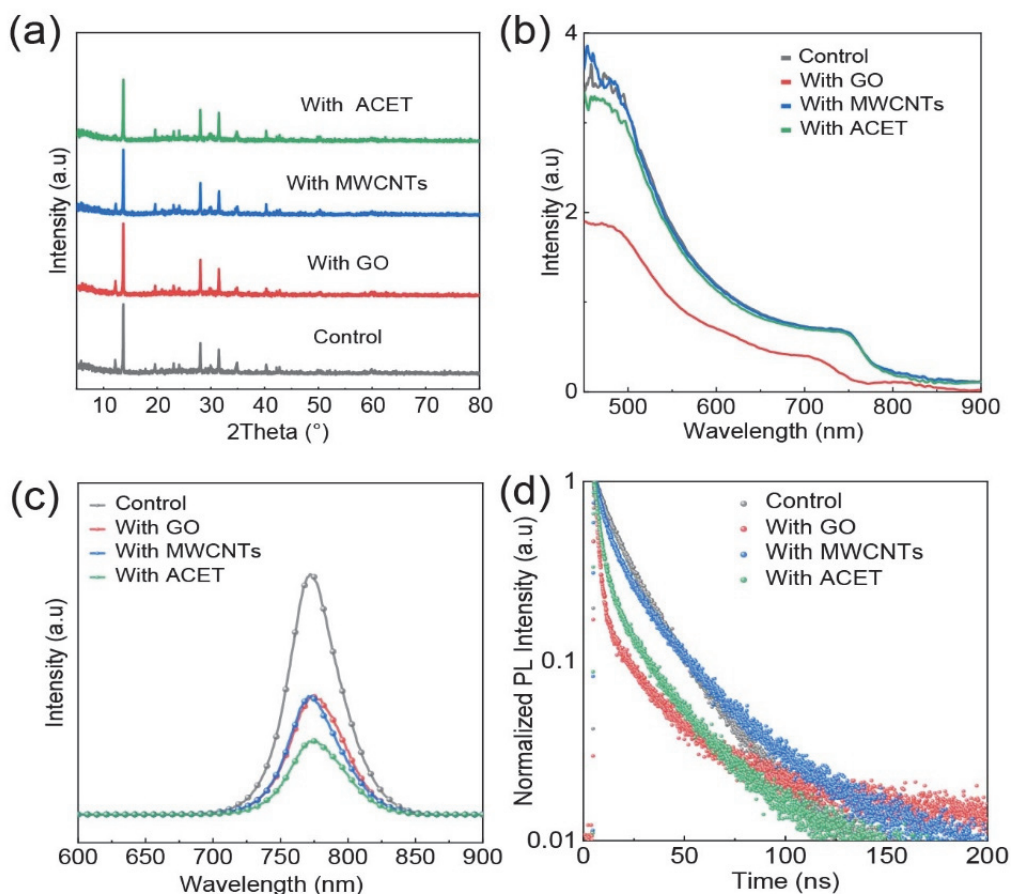 (a)
With ACET
With MWCNTs
With GO
Control
Intensity (a.u)
10 20 30 40 50 60 70 80
2Theta (°)
(b)
Control
With GO
With MWCNTs
With ACET
4
2
0
Intensity (a.u)
500 600 700 800 900
Wavelength (nm)
(c)
Control
With GO
With MWCNTs
With ACET
Intensity (a.u)
600 650 700 750 800 850 900
Wavelength (nm)
(d)
Control
With GO
With MWCNTs
With ACET
1
0.1
0.01
Normalized PL Intensity (a.u)
0 50 100 150 200
Time (ns)